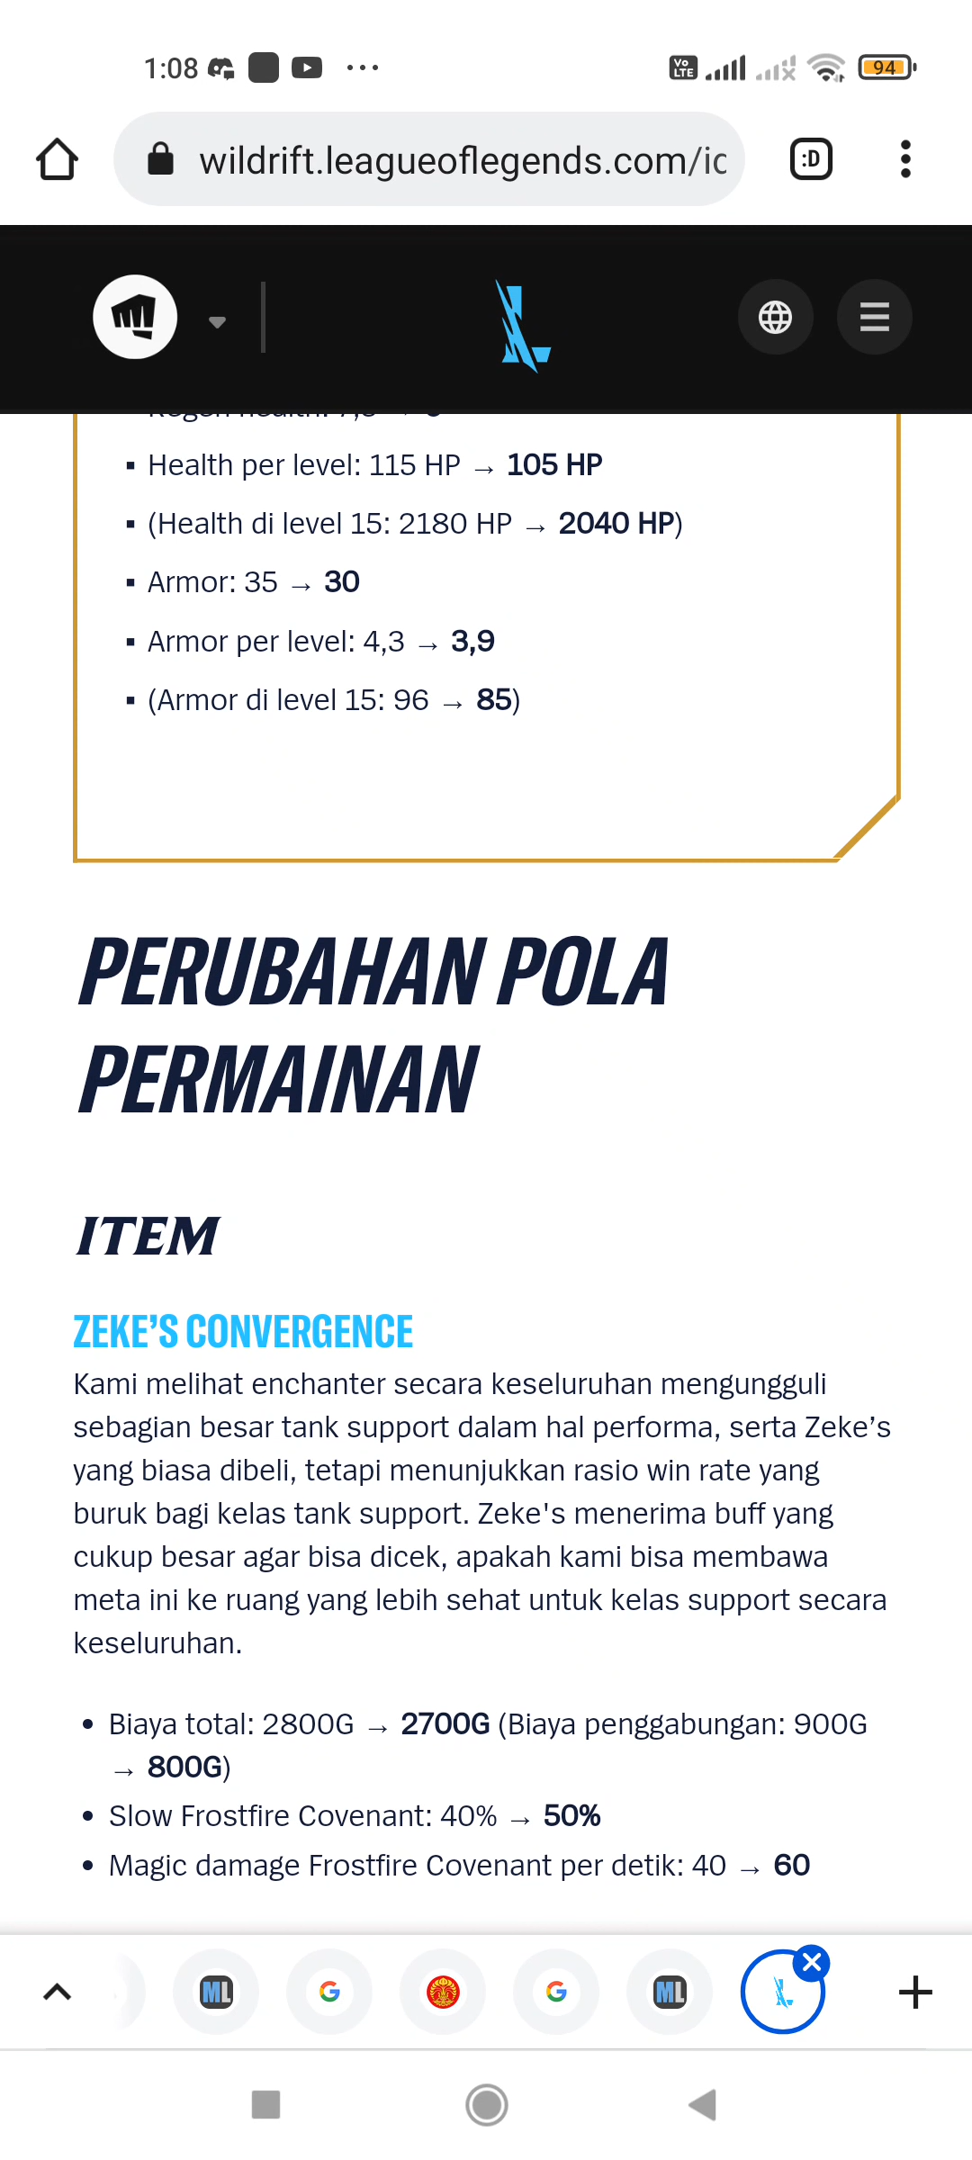 1:08
Vo LTE
94
wildrift.leagueoflegends.com/ic
:D
▪ Health per level: 115 HP → 105 HP
▪ (Health di level 15: 2180 HP → 2040 HP)
▪ Armor: 35 → 30
▪ Armor per level: 4,3 → 3,9
▪ (Armor di level 15: 96 → 85)
PERUBAHAN POLA
PERMAINAN
ITEM
ZEKE’S CONVERGENCE
Kami melihat enchanter secara keseluruhan mengungguli
sebagian besar tank support dalam hal performa, serta Zeke’s
yang biasa dibeli, tetapi menunjukkan rasio win rate yang
buruk bagi kelas tank support. Zeke's menerima buff yang
cukup besar agar bisa dicek, apakah kami bisa membawa
meta ini ke ruang yang lebih sehat untuk kelas support secara
keseluruhan.
• Biaya total: 2800G → 2700G (Biaya penggabungan: 900G
→ 800G)
• Slow Frostfire Covenant: 40% → 50%
• Magic damage Frostfire Covenant per detik: 40 → 60
ML
G
G
ML